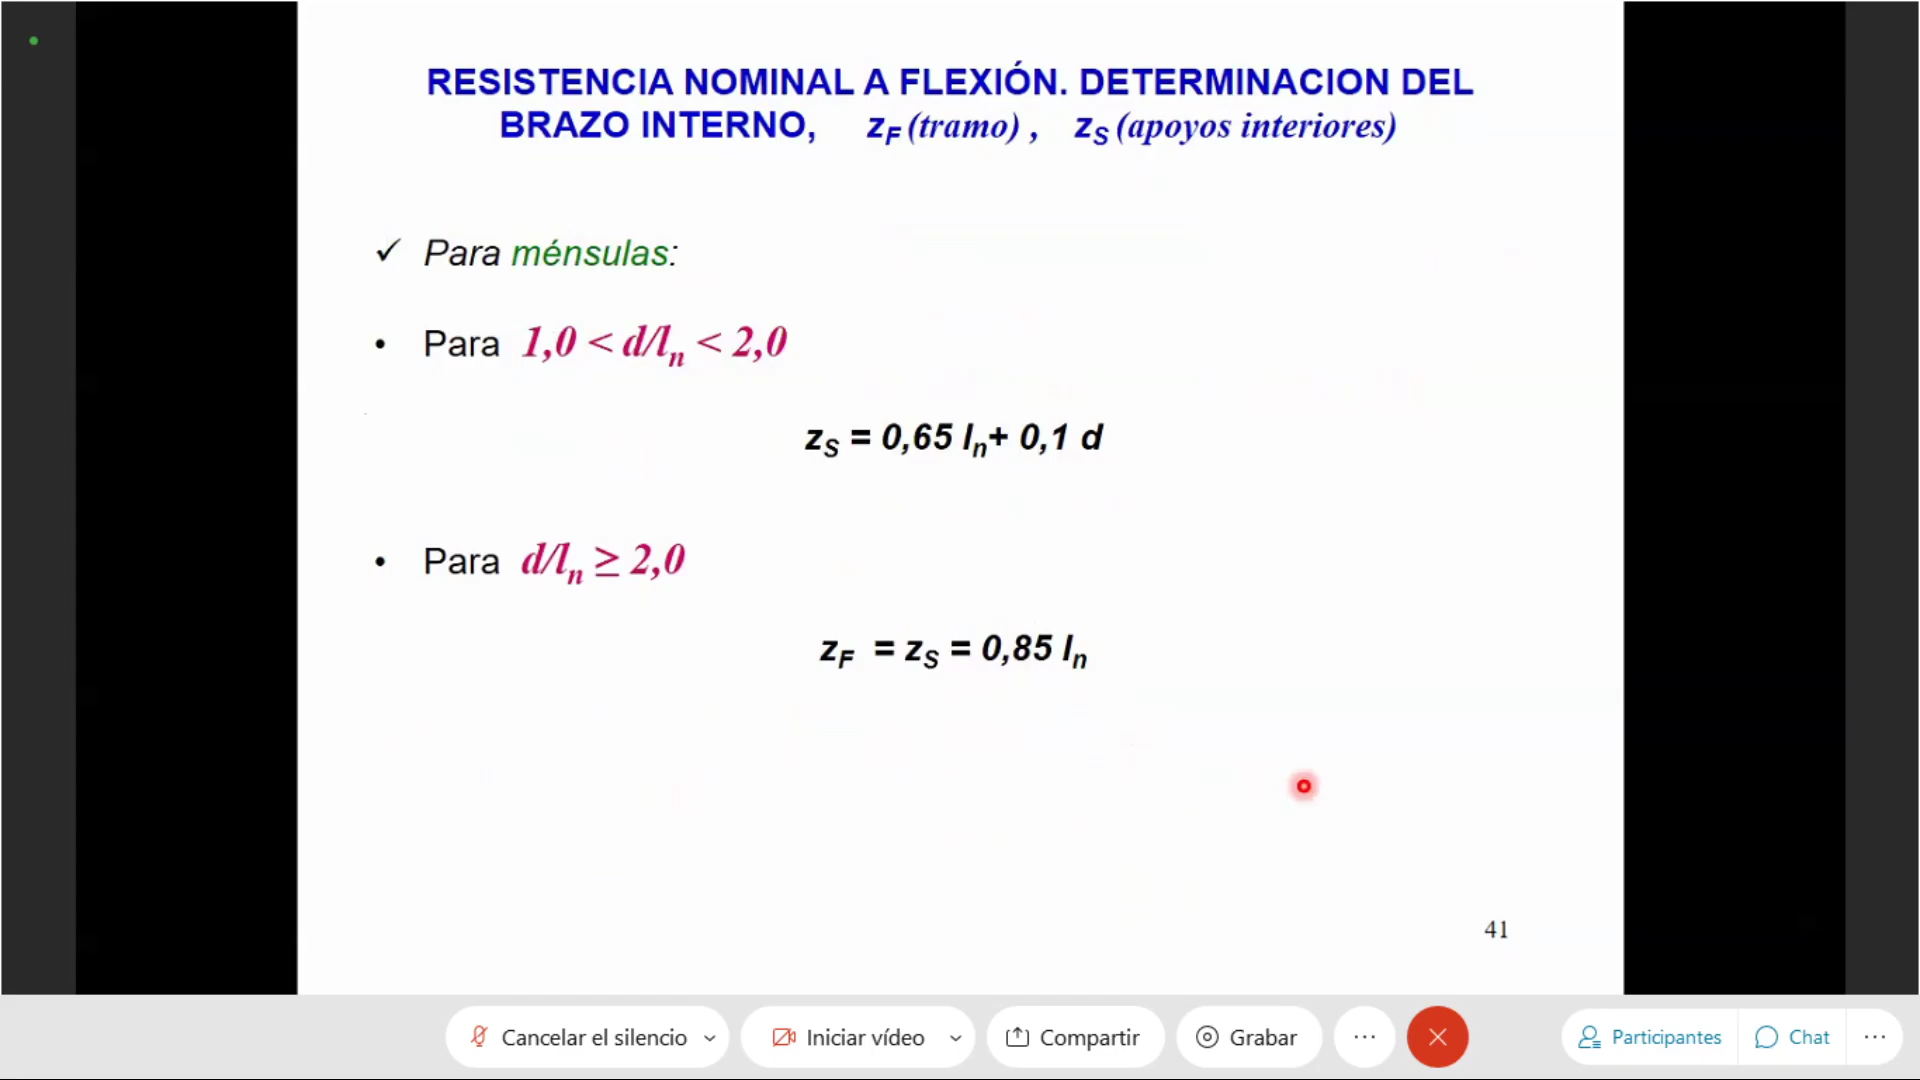 RESISTENCIA NOMINAL A FLEXIÓN. DETERMINACION DEL
BRAZO INTERNO, zF (tramo) , zS (apoyos interiores)
✓ Para ménsulas:
• Para 1,0 < d/ln < 2,0
zS = 0,65 ln+ 0,1 d
• Para d/ln ≥ 2,0
zF = zS = 0,85 ln
41
Cancelar el silencio
Iniciar vídeo
Compartir
Grabar
Participantes
Chat